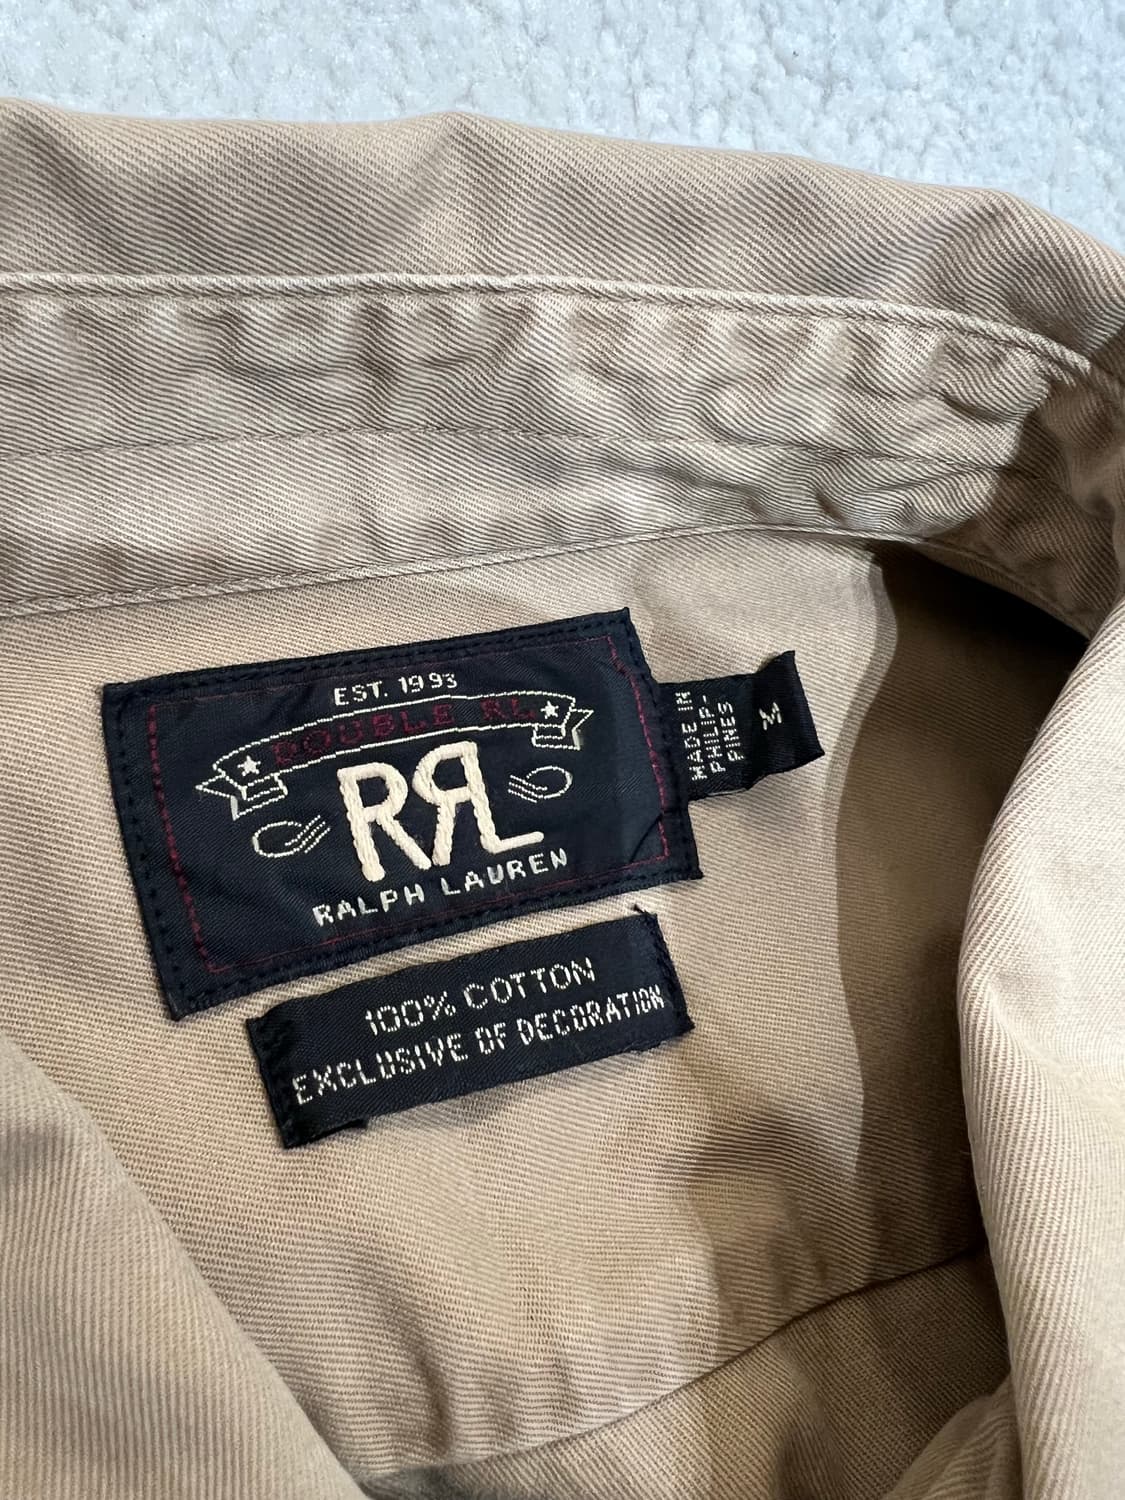 EST. 1993
DOUBLE RL
RRL
RALPH LAUREN
MADE IN
PHILIP-
PINES
M
100% COTTON
EXCLUSIVE OF DECORATION